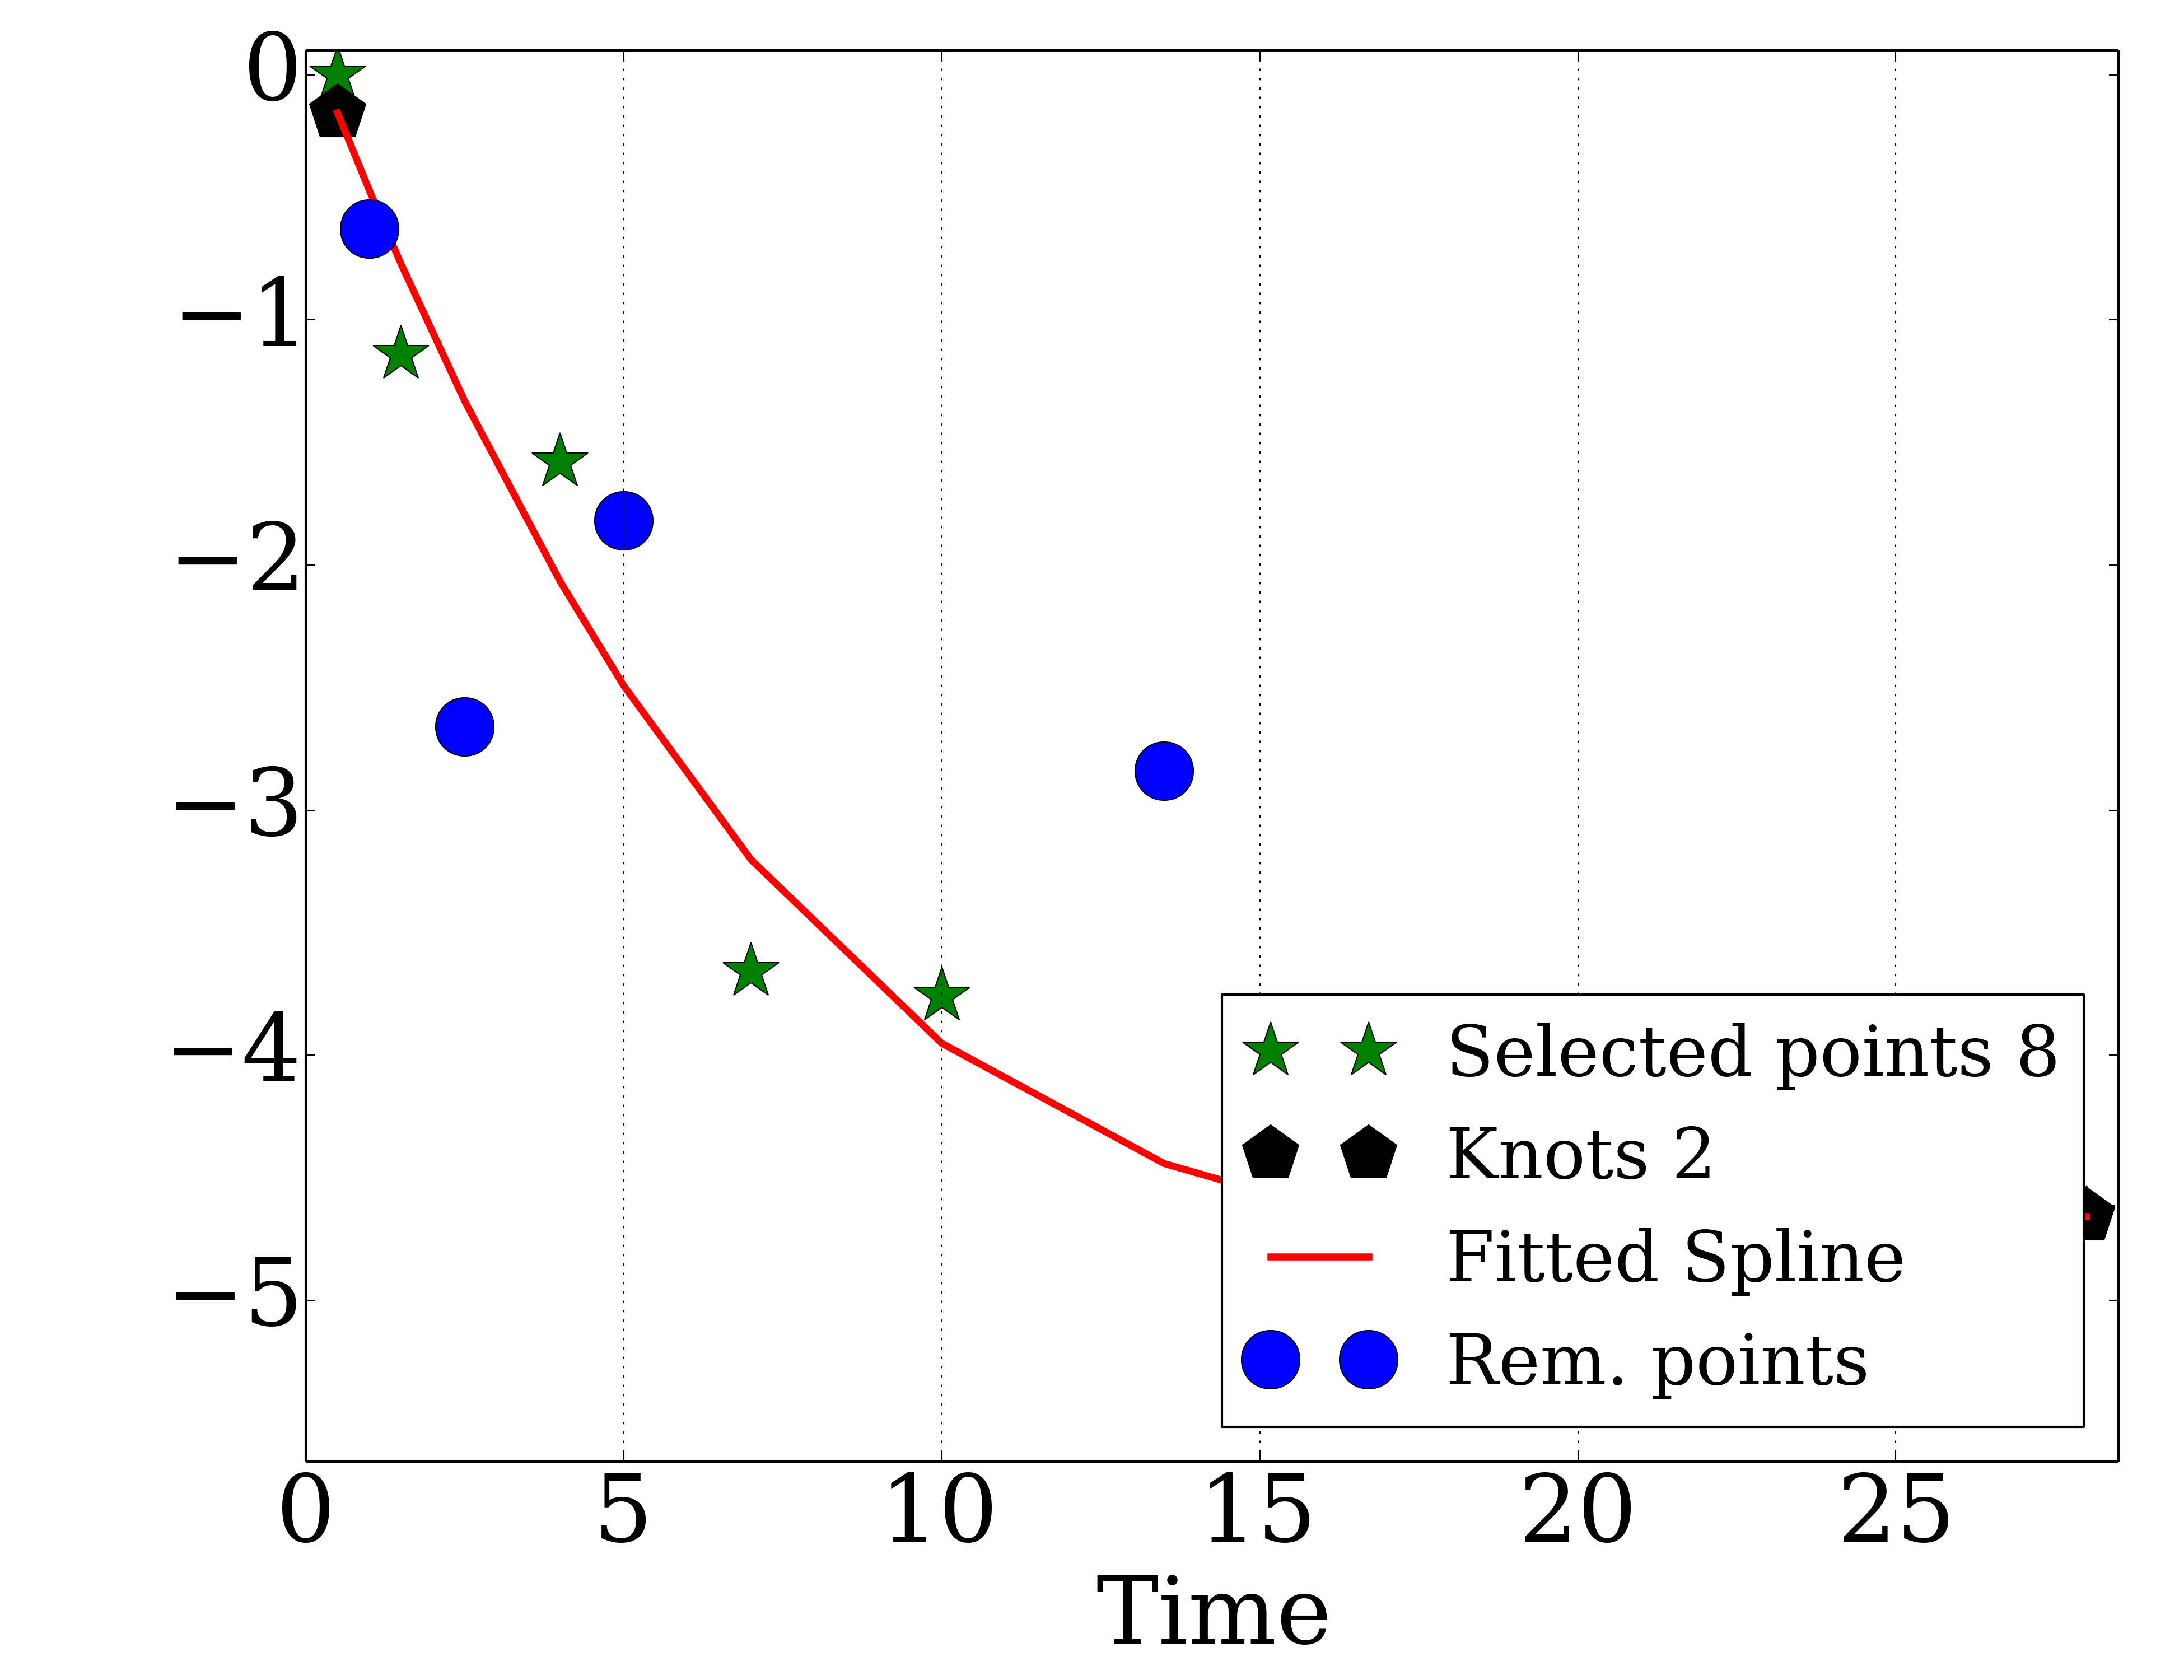 0
−1
−2
−3
−4
−5
Selected points 8
Knots 2
Fitted Spline
Rem. points
0 5 10 15 20 25
Time